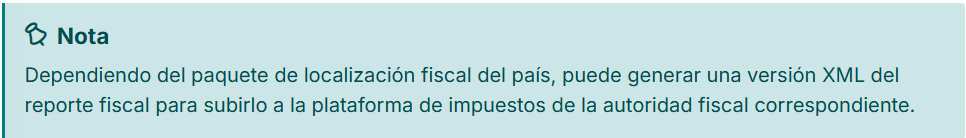 Nota
Dependiendo del paquete de localización fiscal del país, puede generar una versión XML del
reporte fiscal para subirlo a la plataforma de impuestos de la autoridad fiscal correspondiente.